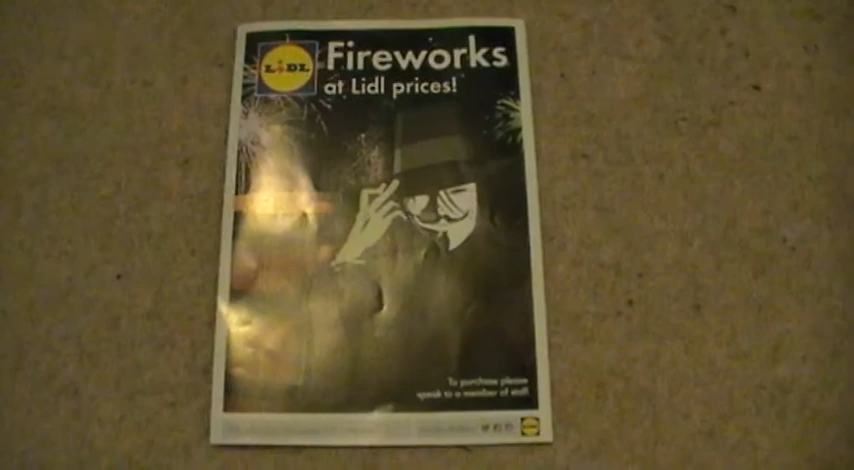 LIDL
Fireworks
at Lidl prices!
To purchase please
speak to a member of staff